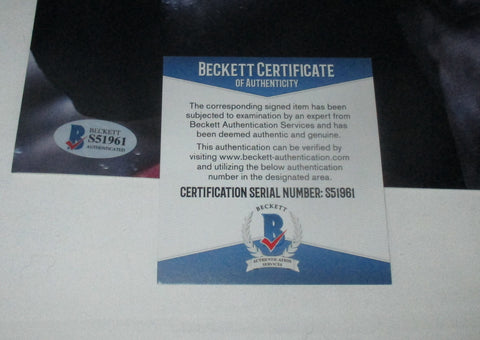 BECKETT
S51961
AUTHENTICATED
BECKETT CERTIFICATE
OF AUTHENTICITY
The corresponding signed item has been
subjected to examination by an expert from
Beckett Authentication Services and has
been deemed authentic and genuine.
This authentication can be verified by
visiting www.beckett-authentication.com
and utilizing the below authentication
number in the designated area.
CERTIFICATION SERIAL NUMBER: S51961
BECKETT
B
AUTHENTICATION
SERVICES